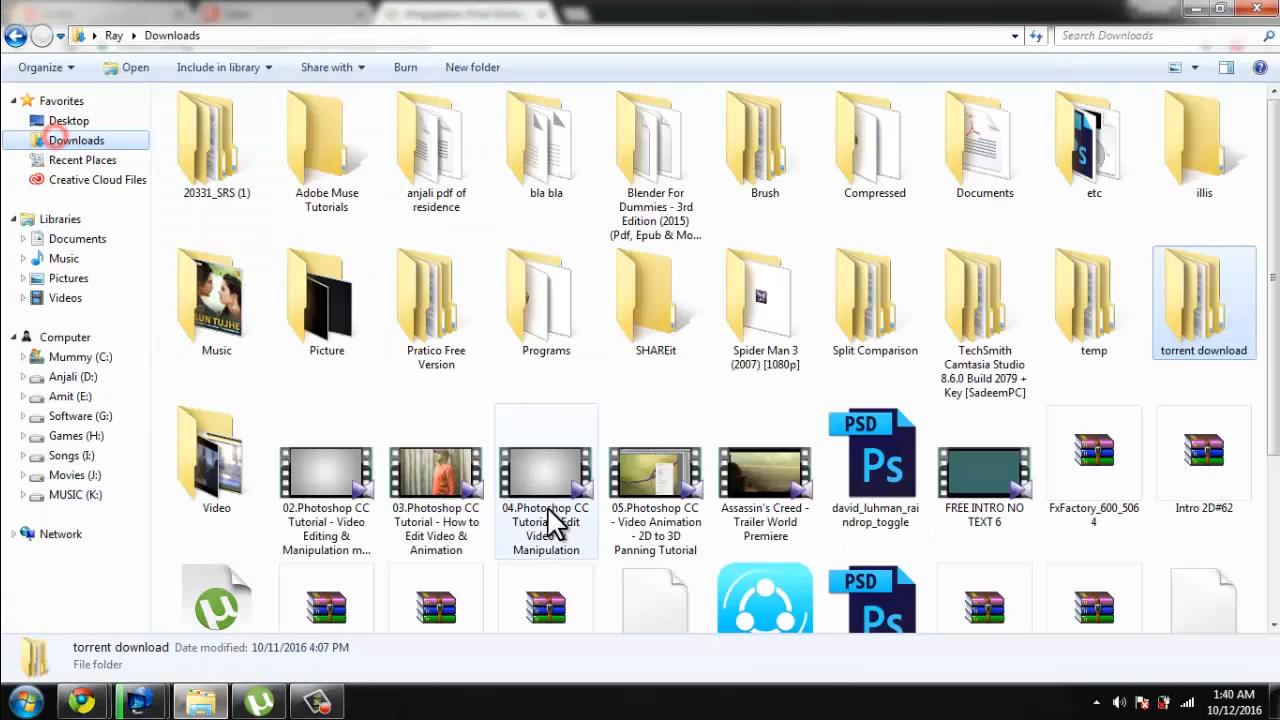 Ray
Downloads
Search Downloads
Organize
Open
Include in library
Share with
Burn
New folder
Favorites
Desktop
Downloads
Recent Places
Creative Cloud Files
Libraries
Documents
Music
Pictures
Videos
Computer
Mummy (C:)
Anjali (D:)
Amit (E:)
Software (G:)
Games (H:)
Songs (I:)
Movies (J:)
MUSIC (K:)
Network
20331_SRS (1)
Adobe Muse
Tutorials
anjali pdf of
residence
bla bla
Blender For
Dummies - 3rd
Edition (2015)
(Pdf, Epub & Mo...
Brush
Compressed
Documents
etc
illis
LUN TUJHE
Music
Picture
Pratico Free
Version
Programs
SHAREit
Spider Man 3
(2007) [1080p]
Split Comparison
TechSmith
Camtasia Studio
8.6.0 Build 2079 +
Key [SadeemPC]
temp
torrent download
Video
02.Photoshop CC
Tutorial - Video
Editing &
Manipulation m...
03.Photoshop CC
Tutorial - How to
Edit Video &
Animation
04.Photoshop CC
Tutorial Edit
Video
Manipulation
05.Photoshop CC
- Video Animation
- 2D to 3D
Panning Tutorial
Assassin's Creed -
Trailer World
Premiere
PSD
Ps
david_luhman_rai
ndrop_toggle
FREE INTRO NO
TEXT 6
FxFactory_600_506
4
Intro 2D#62
PSD
Ps
torrent download
Date modified: 10/11/2016 4:07 PM
File folder
1:40 AM
10/12/2016